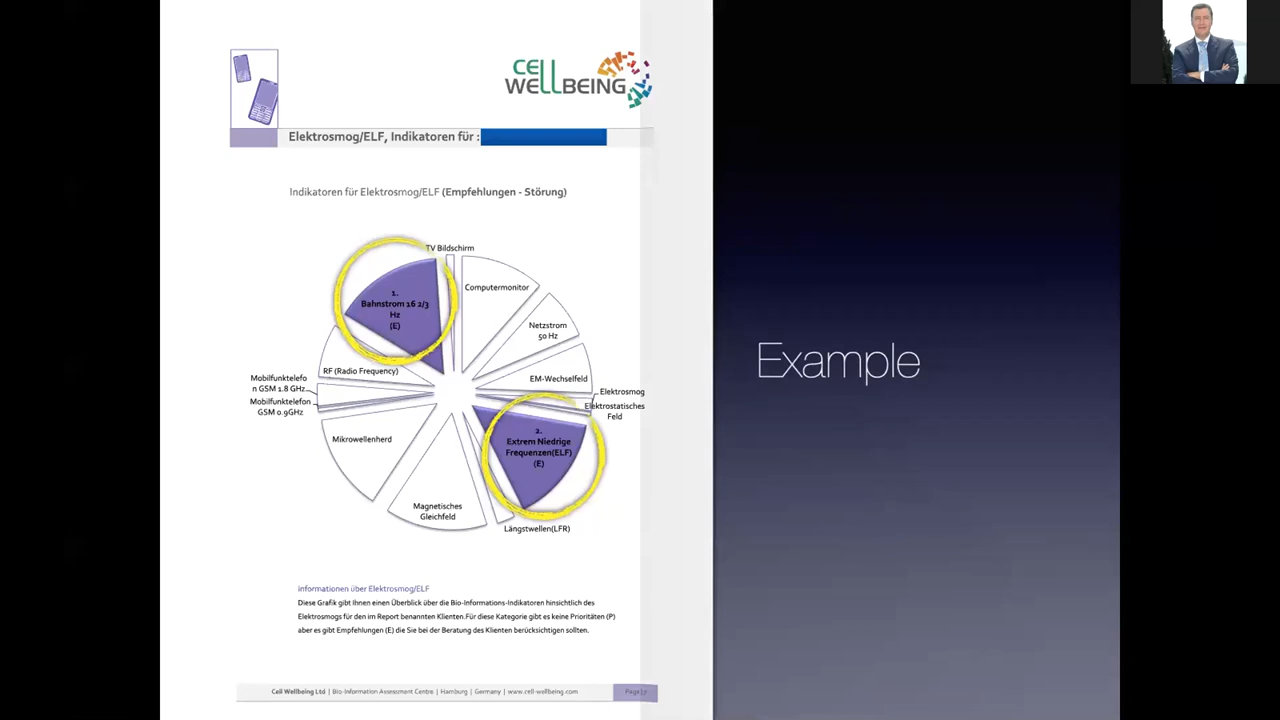 CELL
WELLBEING
Elektrosmog/ELF, Indikatoren für :
Indikatoren für Elektrosmog/ELF (Empfehlungen - Störung)
TV Bildschirm
Computermonitor
1.
Bahnstrom 16 2/3
Hz
(E)
Netzstrom
50 Hz
RF (Radio Frequency)
EM-Wechselfeld
Mobilfunktelefo
n GSM 1.8 GHz
Elektrosmog
Mobilfunktelefon
GSM 0.9GHz
Elektrostatisches
Feld
2.
Extrem Niedrige
Frequenzen(ELF)
(E)
Mikrowellenherd
Magnetisches
Gleichfeld
Längstwellen(LFR)
Example
informationen über Elektrosmog/ELF
Diese Grafik gibt Ihnen einen Überblick über die Bio-Informations-Indikatoren hinsichtlich des
Elektrosmogs für den im Report benannten Klienten.Für diese Kategorie gibt es keine Prioritäten (P)
aber es gibt Empfehlungen (E) die Sie bei der Beratung des Klienten berücksichtigen sollten.
Cell Wellbeing Ltd | Bio-Information Assessment Centre | Hamburg | Germany | www.cell-wellbeing.com
Page|7